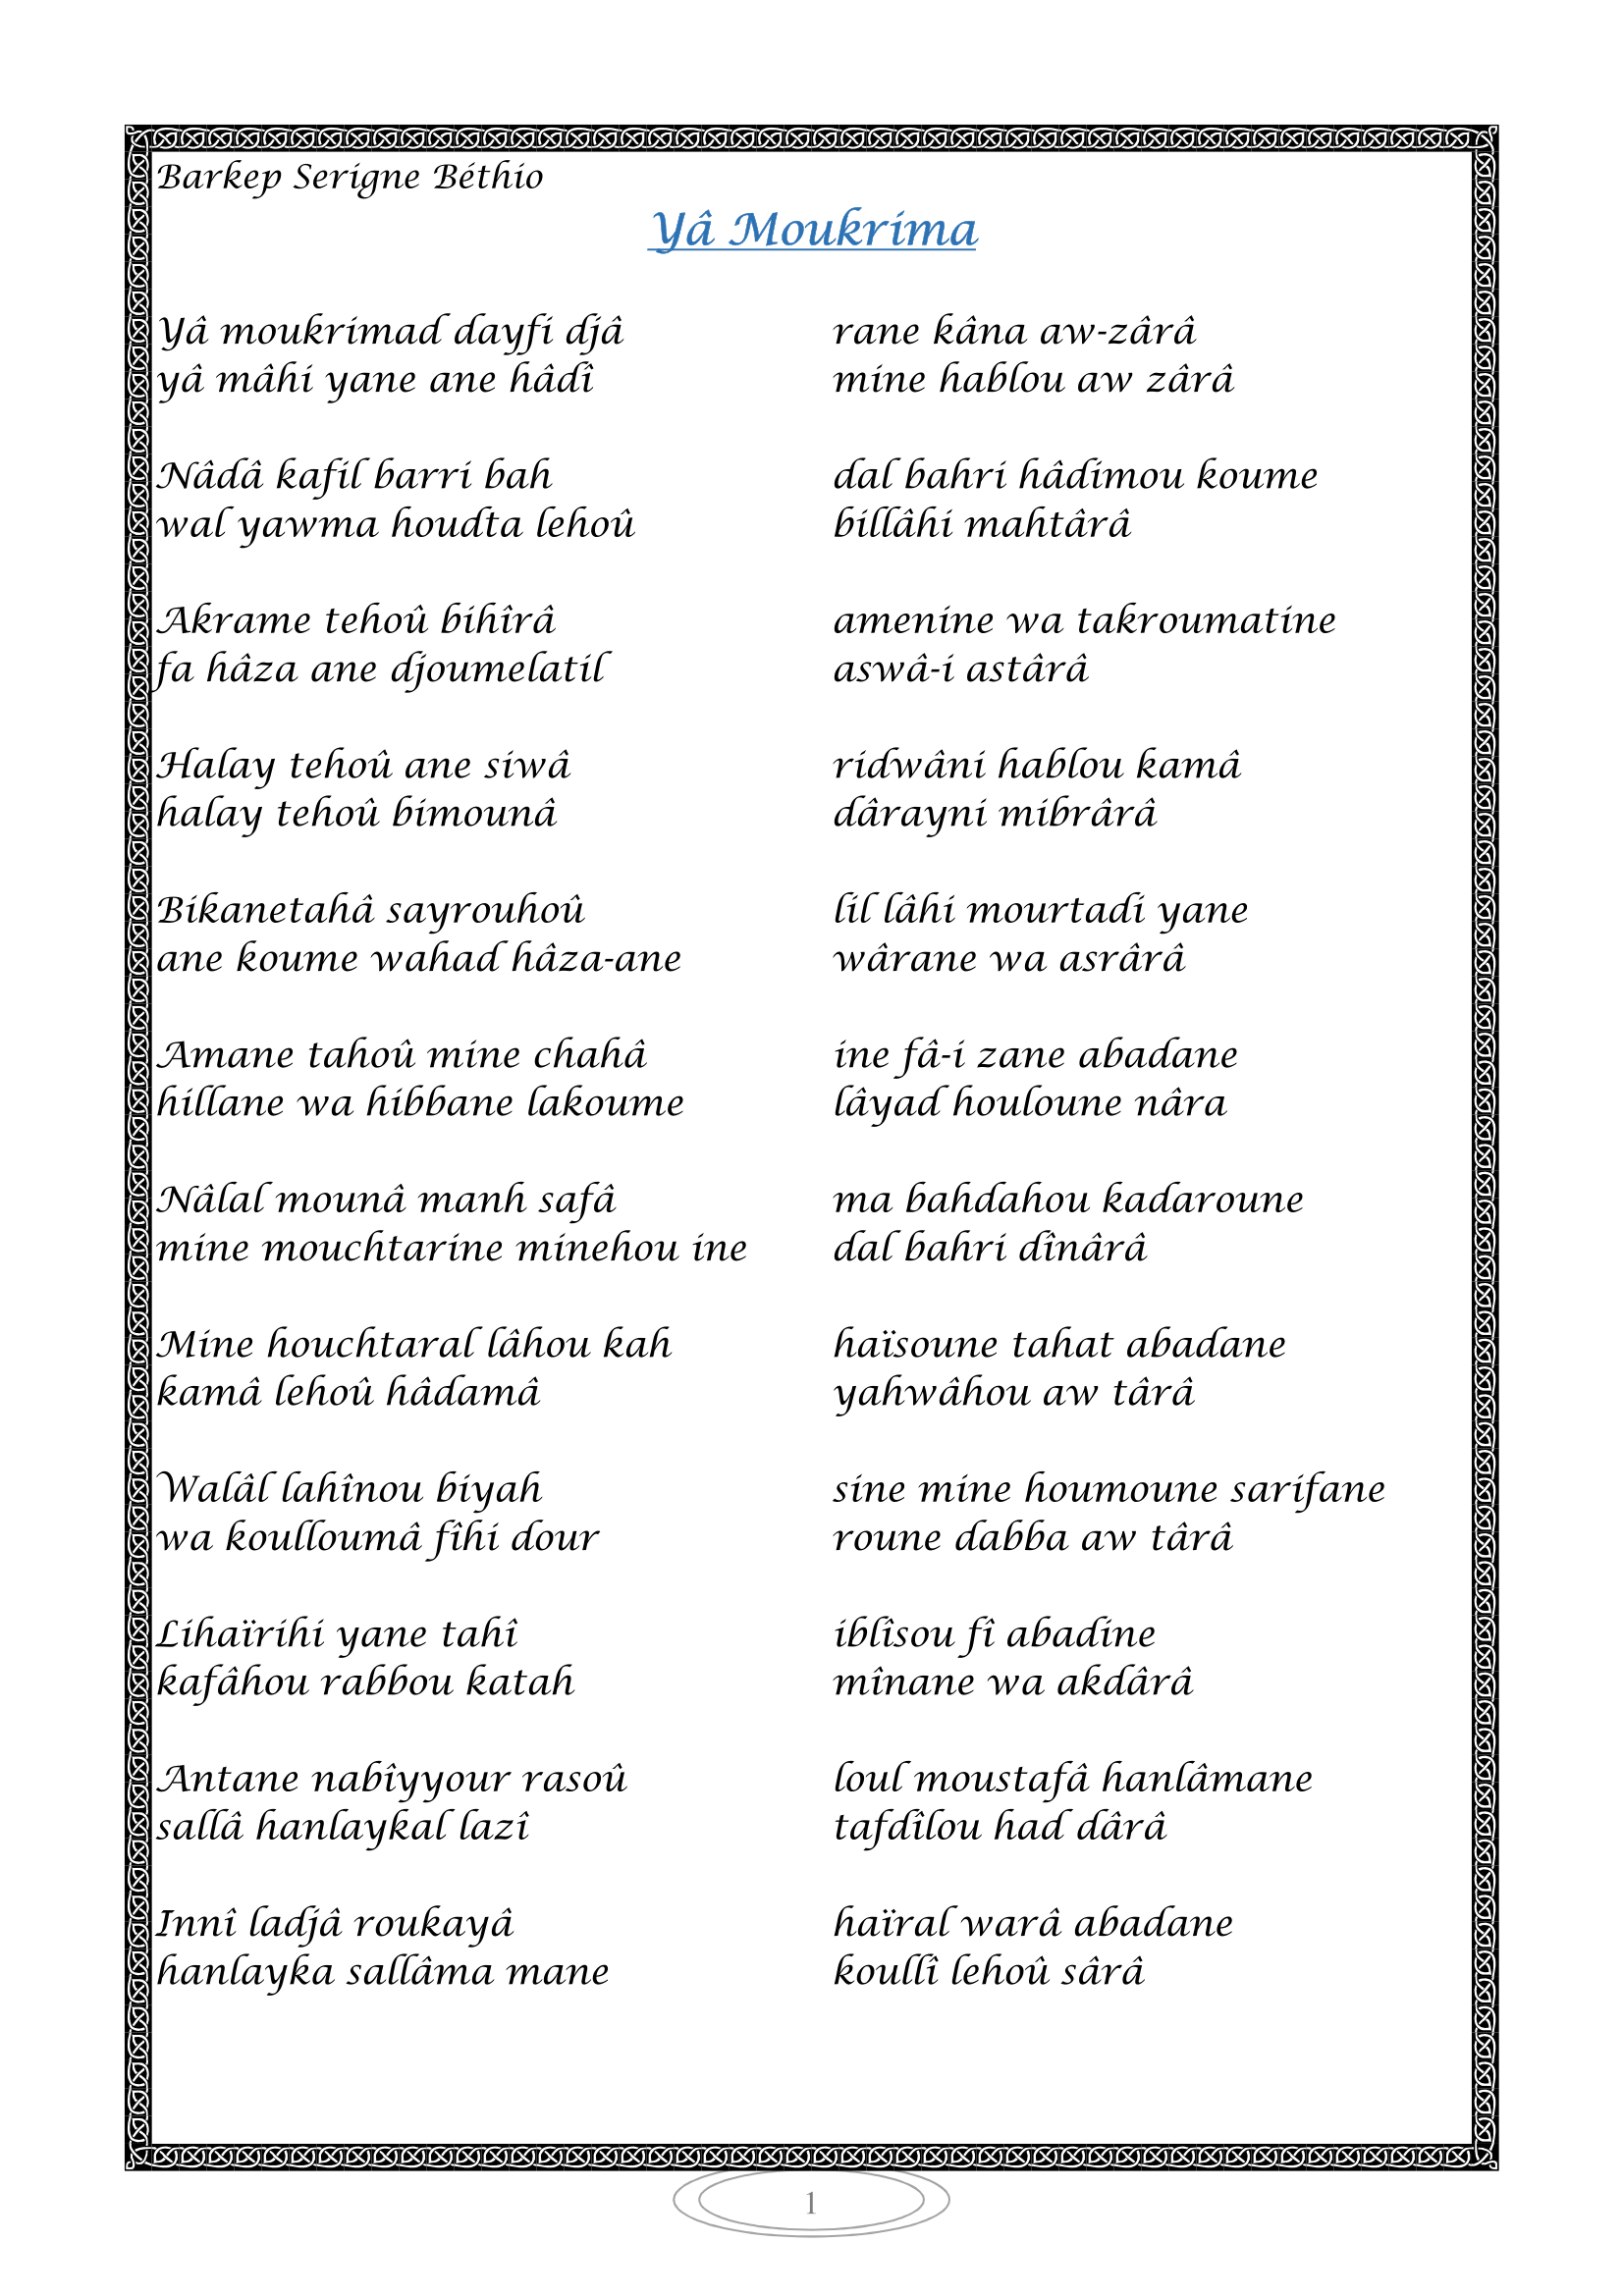 Barkep Serigne Béthio
Yâ Moukrima
Yâ moukrimad dayfi djâ rane kâna aw-zârâ
yâ mâhi yane ane hâdî mine hablou aw zârâ
Nâdâ kafil barri bah dal bahri hâdimou koume
wal yawma houdta lehoû billâhi mahtârâ
Akrame tehoû bihîrâ amenine wa takroumatine
fa hâza ane djoumelatil aswâ-i astârâ
Halay tehoû ane siwâ ridwâni hablou kamâ
halay tehoû bimounâ dârayni mibrârâ
Bikanetahâ sayrouhoû lil lâhi mourtadi yane
ane koume wahad hâza-ane wârane wa asrârâ
Amane tahoû mine chahâ ine fâ-i zane abadane
hillane wa hibbane lakoume lâyad houloune nâra
Nâlal mounâ manh safâ ma bahdahou kadaroune
mine mouchtarine minehou ine dal bahri dînârâ
Mine houchtaral lâhou kah haïsoune tahat abadane
kamâ lehoû hâdamâ yahwâhou aw târâ
Walâl lahînou biyah sine mine houmoune sarifane
wa koulloumâ fîhi dour roune dabba aw târâ
Lihaïrihi yane tahî iblîsou fî abadine
kafâhou rabbou katah mînane wa akdârâ
Antane nabîyyour rasoû loul moustafâ hanlâmane
sallâ hanlaykal lazî tafdîlou had dârâ
Innî ladjâ roukayâ haïral warâ abadane
hanlayka sallâma mane koullî lehoû sârâ
1